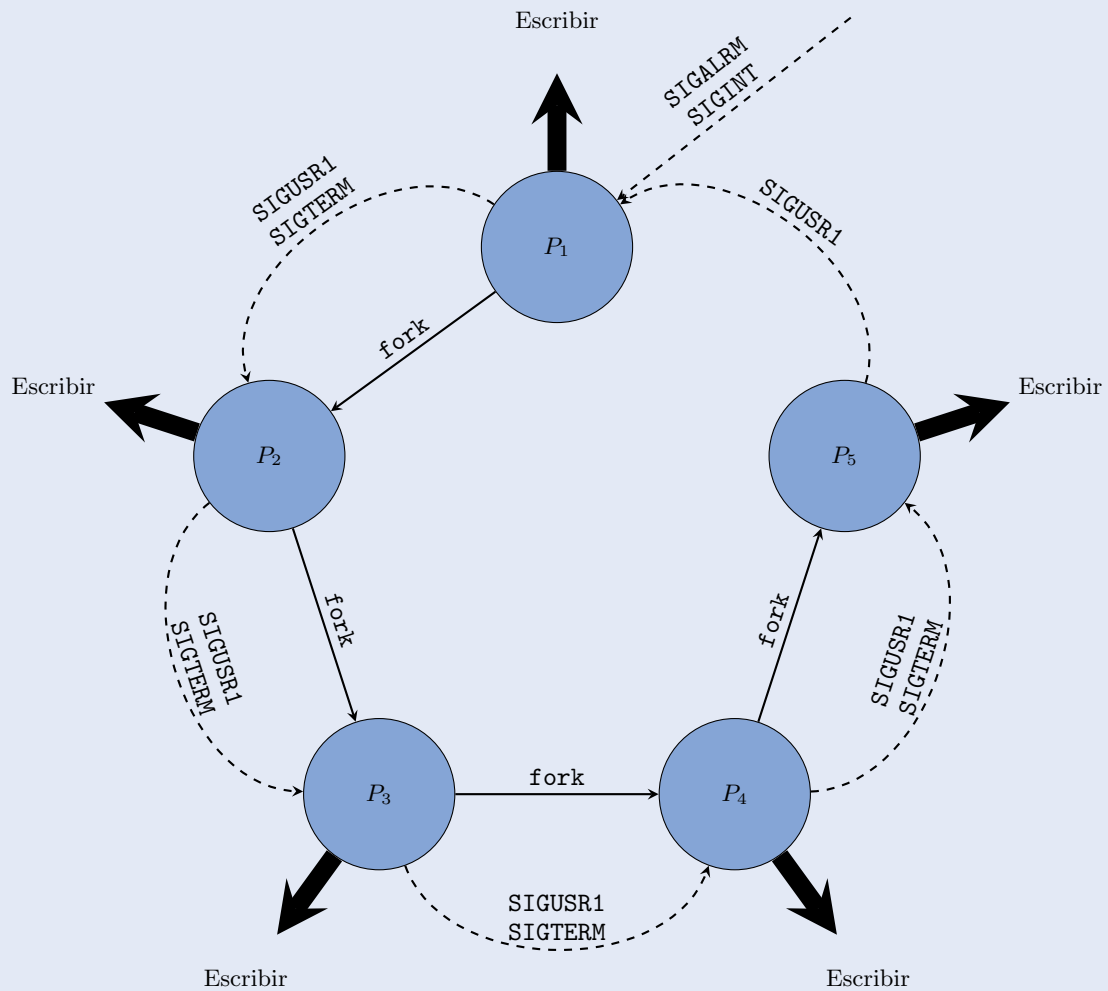 Escribir
SIGALRM
SIGINT
SIGUSR1
SIGTERM
SIGUSR1
P1
fork
Escribir
Escribir
P2
P5
fork
fork
SIGUSR1
SIGTERM
SIGUSR1
SIGTERM
P3
fork
P4
SIGUSR1
SIGTERM
Escribir
Escribir